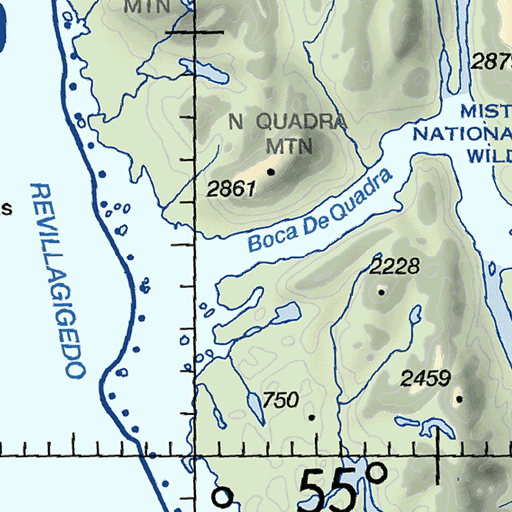 MTN
2879
N QUADRA
MTN
2861
MIST
NATIONA
WILD
Boca De Quadra
REVILLAGIGEDO
s
2228
2459
750
55°